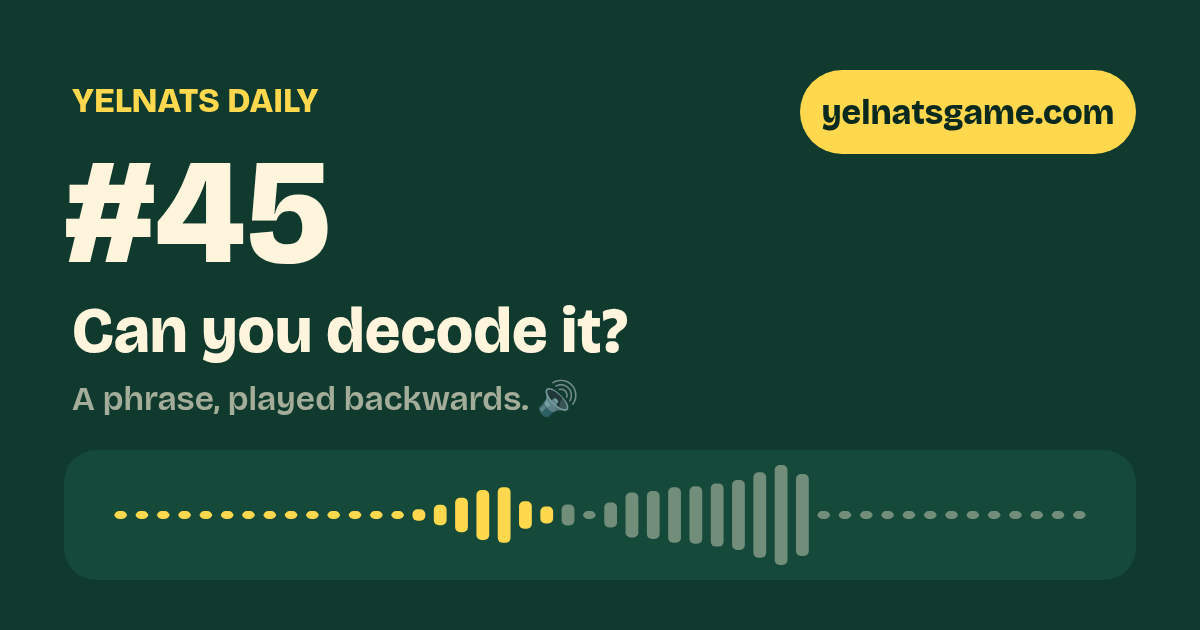 YELNATS DAILY
yelnatsgame.com
#45
Can you decode it?
A phrase, played backwards. 🔊